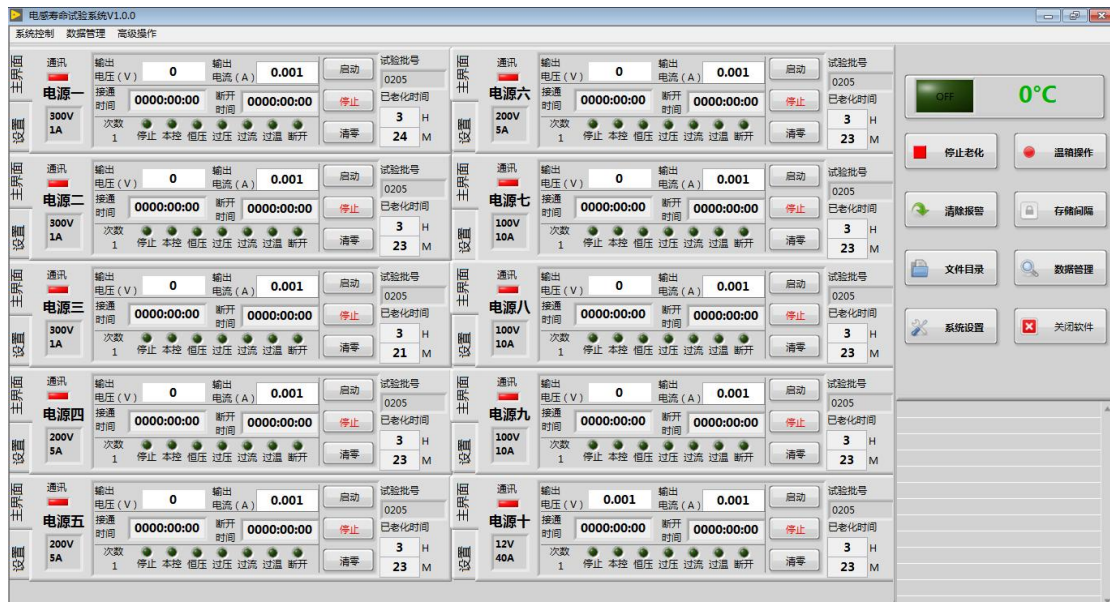 电感寿命试验系统V1.0.0
系统控制 数据管理 高级操作
主界面
设置
通讯
电源一
300V
1A
输出
电压(V) 0
输出
电流(A) 0.001
接通
时间 0000:00:00
断开
时间 0000:00:00
次数
1
停止 本控 恒压 过压 过流 过温 断开
启动
停止
清零
试验批号
0205
已老化时间
3 H
24 M
主界面
设置
通讯
电源六
200V
5A
输出
电压(V) 0
输出
电流(A) 0.001
接通
时间 0000:00:00
断开
时间 0000:00:00
次数
1
停止 本控 恒压 过压 过流 过温 断开
启动
停止
清零
试验批号
0205
已老化时间
3 H
23 M
主界面
设置
通讯
电源二
300V
1A
输出
电压(V) 0
输出
电流(A) 0.001
接通
时间 0000:00:00
断开
时间 0000:00:00
次数
1
停止 本控 恒压 过压 过流 过温 断开
启动
停止
清零
试验批号
0205
已老化时间
3 H
23 M
主界面
设置
通讯
电源七
100V
10A
输出
电压(V) 0
输出
电流(A) 0.001
接通
时间 0000:00:00
断开
时间 0000:00:00
次数
1
停止 本控 恒压 过压 过流 过温 断开
启动
停止
清零
试验批号
0205
已老化时间
3 H
23 M
主界面
设置
通讯
电源三
300V
1A
输出
电压(V) 0
输出
电流(A) 0.001
接通
时间 0000:00:00
断开
时间 0000:00:00
次数
1
停止 本控 恒压 过压 过流 过温 断开
启动
停止
清零
试验批号
0205
已老化时间
3 H
21 M
主界面
设置
通讯
电源八
100V
10A
输出
电压(V) 0
输出
电流(A) 0.001
接通
时间 0000:00:00
断开
时间 0000:00:00
次数
1
停止 本控 恒压 过压 过流 过温 断开
启动
停止
清零
试验批号
0205
已老化时间
3 H
23 M
主界面
设置
通讯
电源四
200V
5A
输出
电压(V) 0
输出
电流(A) 0.001
接通
时间 0000:00:00
断开
时间 0000:00:00
次数
1
停止 本控 恒压 过压 过流 过温 断开
启动
停止
清零
试验批号
0205
已老化时间
3 H
23 M
主界面
设置
通讯
电源九
100V
10A
输出
电压(V) 0
输出
电流(A) 0.001
接通
时间 0000:00:00
断开
时间 0000:00:00
次数
1
停止 本控 恒压 过压 过流 过温 断开
启动
停止
清零
试验批号
0205
已老化时间
3 H
23 M
主界面
设置
通讯
电源五
200V
5A
输出
电压(V) 0
输出
电流(A) 0.001
接通
时间 0000:00:00
断开
时间 0000:00:00
次数
1
停止 本控 恒压 过压 过流 过温 断开
启动
停止
清零
试验批号
0205
已老化时间
3 H
23 M
主界面
设置
通讯
电源十
12V
40A
输出
电压(V) 0.001
输出
电流(A) 0.001
接通
时间 0000:00:00
断开
时间 0000:00:00
次数
1
停止 本控 恒压 过压 过流 过温 断开
启动
停止
清零
试验批号
0205
已老化时间
3 H
23 M
OFF 0°C
停止老化 温箱操作
清除报警 存储间隔
文件目录 数据管理
系统设置 关闭软件